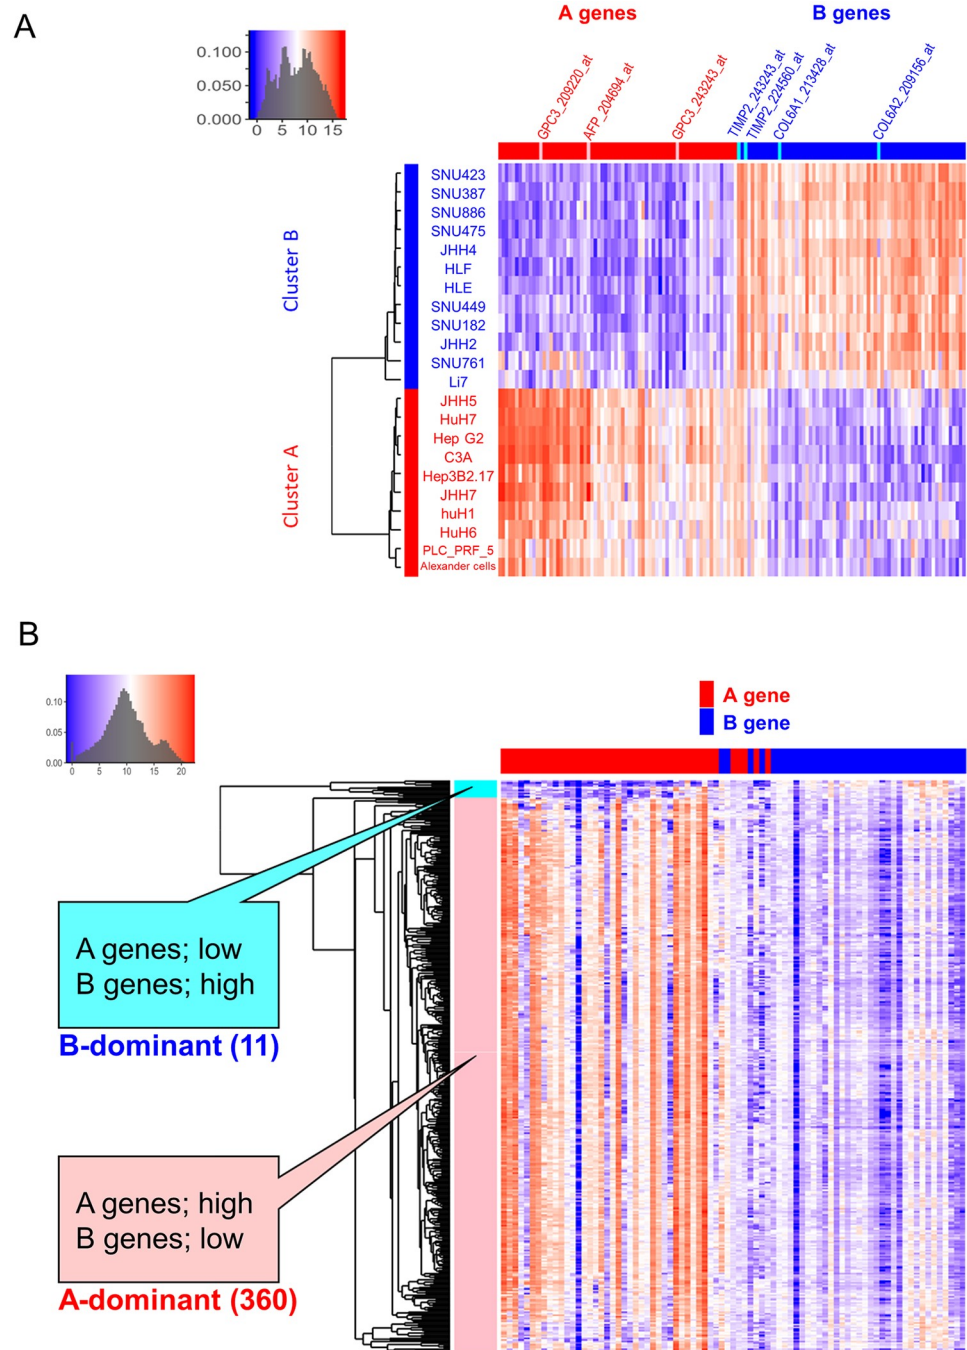 A
A genes
B genes
GPC3_209220_at
AFP_204694_at
GPC3_243243_at
TIMP2_243243_at
TIMP2_224560_at
COL6A1_213428_at
COL6A2_209156_at
0.100
0.050
0.000
0 5 10 15
Cluster B
SNU423
SNU387
SNU886
SNU475
JHH4
HLF
HLE
SNU449
SNU182
JHH2
SNU761
Li7
Cluster A
JHH5
HuH7
Hep G2
C3A
Hep3B2.17
JHH7
huH1
HuH6
PLC_PRF_5
Alexander cells
B
0.10
0.05
0.00
0 5 10 15 20
A gene
B gene
A genes; low
B genes; high
B-dominant (11)
A genes; high
B genes; low
A-dominant (360)